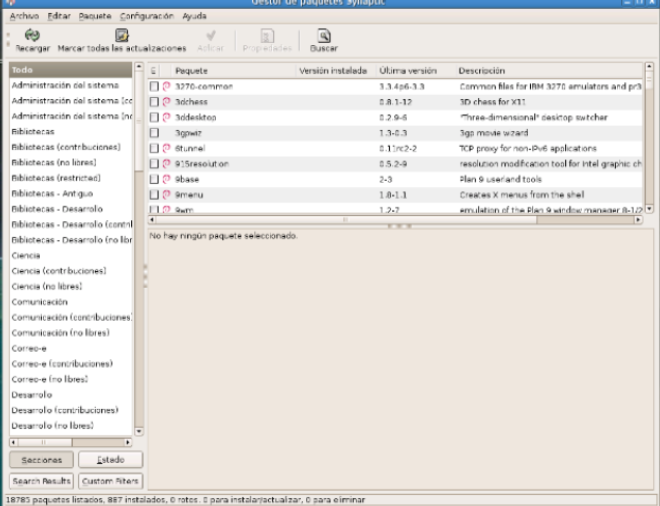 Gestor de paquetes Synaptic
Archivo Editar Paquete Configuración Ayuda
Recargar Marcar todas las actualizaciones Aplicar Propiedades Buscar
Todo
Administración del sistema
Administración del sistema (cc
Administración del sistema (nc
Bibliotecas
Bibliotecas (contribuciones)
Bibliotecas (no libres)
Bibliotecas (restricted)
Bibliotecas - Antiguo
Bibliotecas - Desarrollo
Bibliotecas - Desarrollo (contri
Bibliotecas - Desarrollo (no libr
Ciencia
Ciencia (contribuciones)
Ciencia (no libres)
Comunicación
Comunicación (contribuciones)
Comunicación (no libres)
Correo-e
Correo-e (contribuciones)
Correo-e (no libres)
Desarrollo
Desarrollo (contribuciones)
Desarrollo (no libres)
Secciones Estado
Search Results Custom Filters
E Paquete Versión instalada Última versión Descripción
3270-common 3.3.4p6-3.3 Common files for IBM 3270 emulators and pr3
3dchess 0.8.1-12 3D chess for X11
3ddesktop 0.2.9-6 "Three-dimensional" desktop switcher
3gpwiz 1.3-0.3 3gp movie wizard
6tunnel 0.11rc2-2 TCP proxy for non-IPv6 applications
915resolution 0.5.2-9 resolution modification tool for Intel graphic ch
9base 2-3 Plan 9 userland tools
9menu 1.8-1.1 Creates X menus from the shell
9wm 1.2-7 emulation of the Plan 9 window manager 8-1/2
No hay ningún paquete seleccionado.
18785 paquetes listados, 887 instalados, 0 rotos. 0 para instalar/actualizar, 0 para eliminar